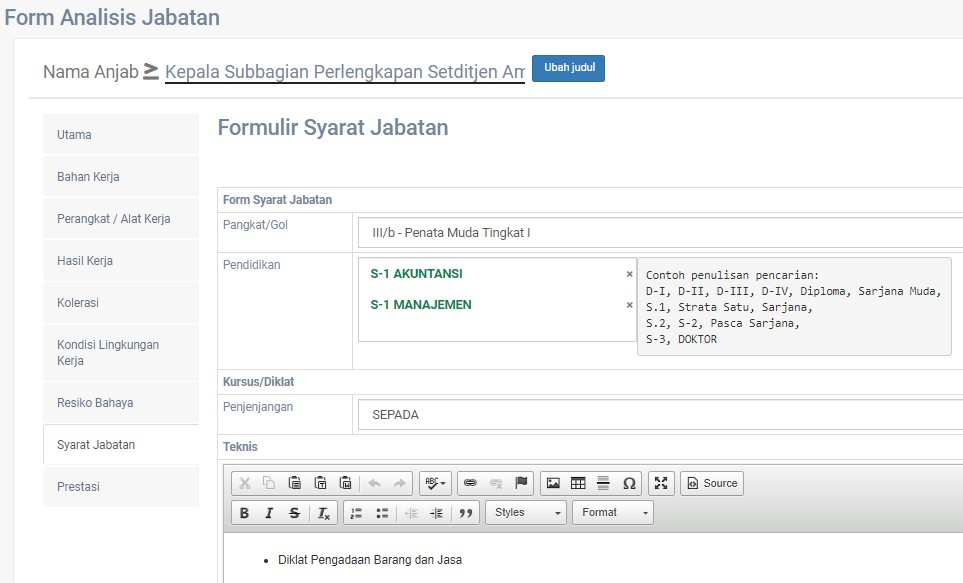 Form Analisis Jabatan
Nama Anjab ≥ Kepala Subbagian Perlengkapan Setditjen Am
Ubah judul
Utama
Bahan Kerja
Perangkat / Alat Kerja
Hasil Kerja
Kolerasi
Kondisi Lingkungan
Kerja
Resiko Bahaya
Syarat Jabatan
Prestasi
Formulir Syarat Jabatan
Form Syarat Jabatan
Pangkat/Gol
III/b - Penata Muda Tingkat I
Pendidikan
S-1 AKUNTANSI ×
S-1 MANAJEMEN ×
Contoh penulisan pencarian:
D-I, D-II, D-III, D-IV, Diploma, Sarjana Muda,
S.1, Strata Satu, Sarjana,
S.2, S-2, Pasca Sarjana,
S-3, DOKTOR
Kursus/Diklat
Penjenjangan
SEPADA
Teknis
ABC
Ω
Source
B I S Tx
Styles
Format
• Diklat Pengadaan Barang dan Jasa